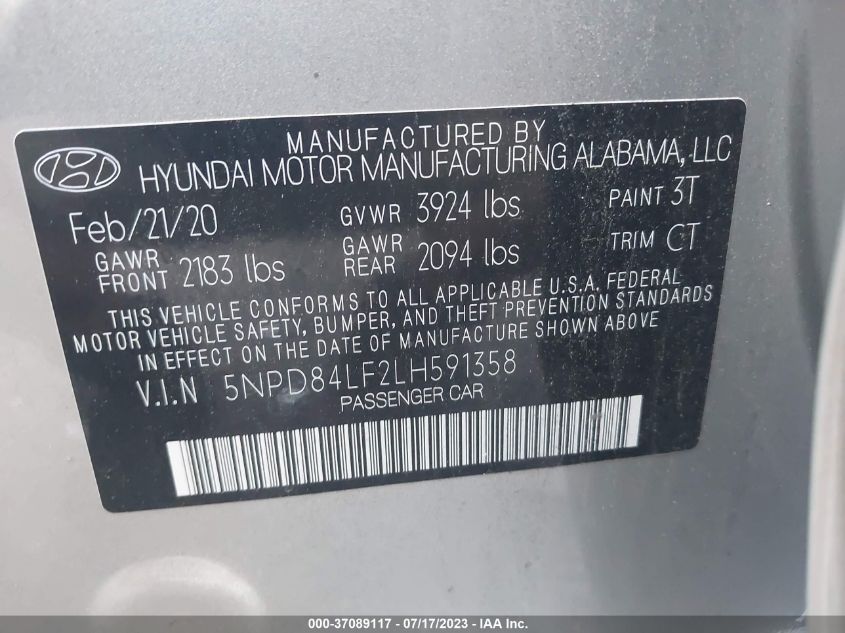 MANUFACTURED BY
HYUNDAI MOTOR MANUFACTURING ALABAMA, LLC
Feb/21/20 GVWR 3924 lbs PAINT 3T
GAWR FRONT 2183 lbs GAWR REAR 2094 lbs TRIM CT
THIS VEHICLE CONFORMS TO ALL APPLICABLE U.S.A. FEDERAL
MOTOR VEHICLE SAFETY, BUMPER, AND THEFT PREVENTION STANDARDS
IN EFFECT ON THE DATE OF MANUFACTURE SHOWN ABOVE
V.I.N 5NPD84LF2LH591358
PASSENGER CAR
000-37089117 - 07/17/2023 - IAA Inc.